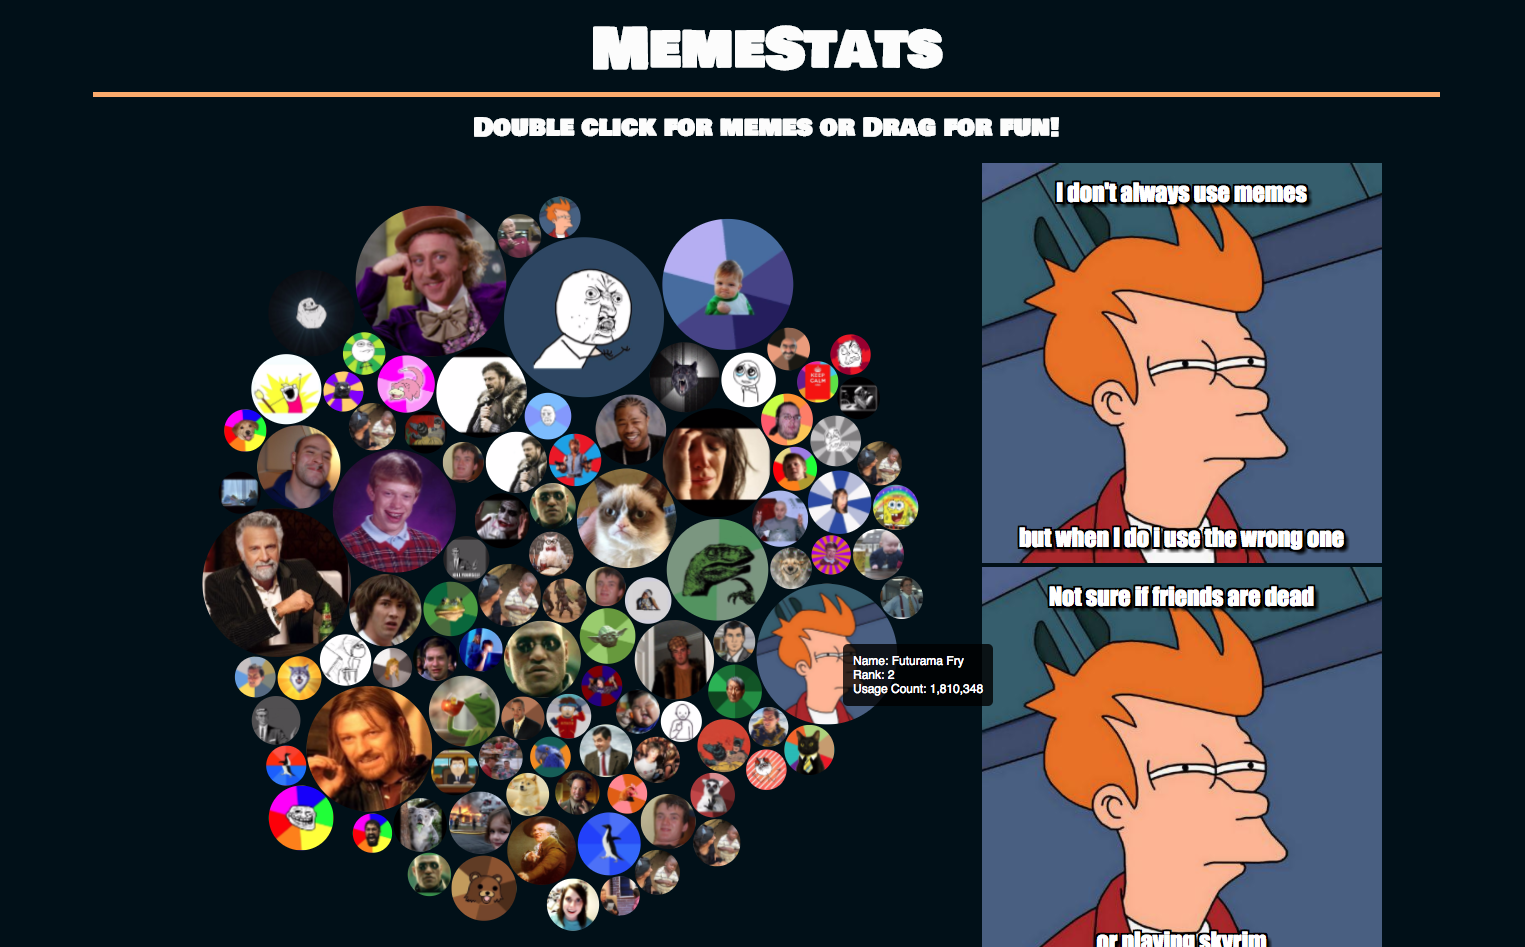 MemeStats
Double click for memes or Drag for fun!
I don't always use memes
but when I do i use the wrong one
Not sure if friends are dead
or playing skyrim
Name: Futurama Fry
Rank: 2
Usage Count: 1,810,348
KEEP
CALM